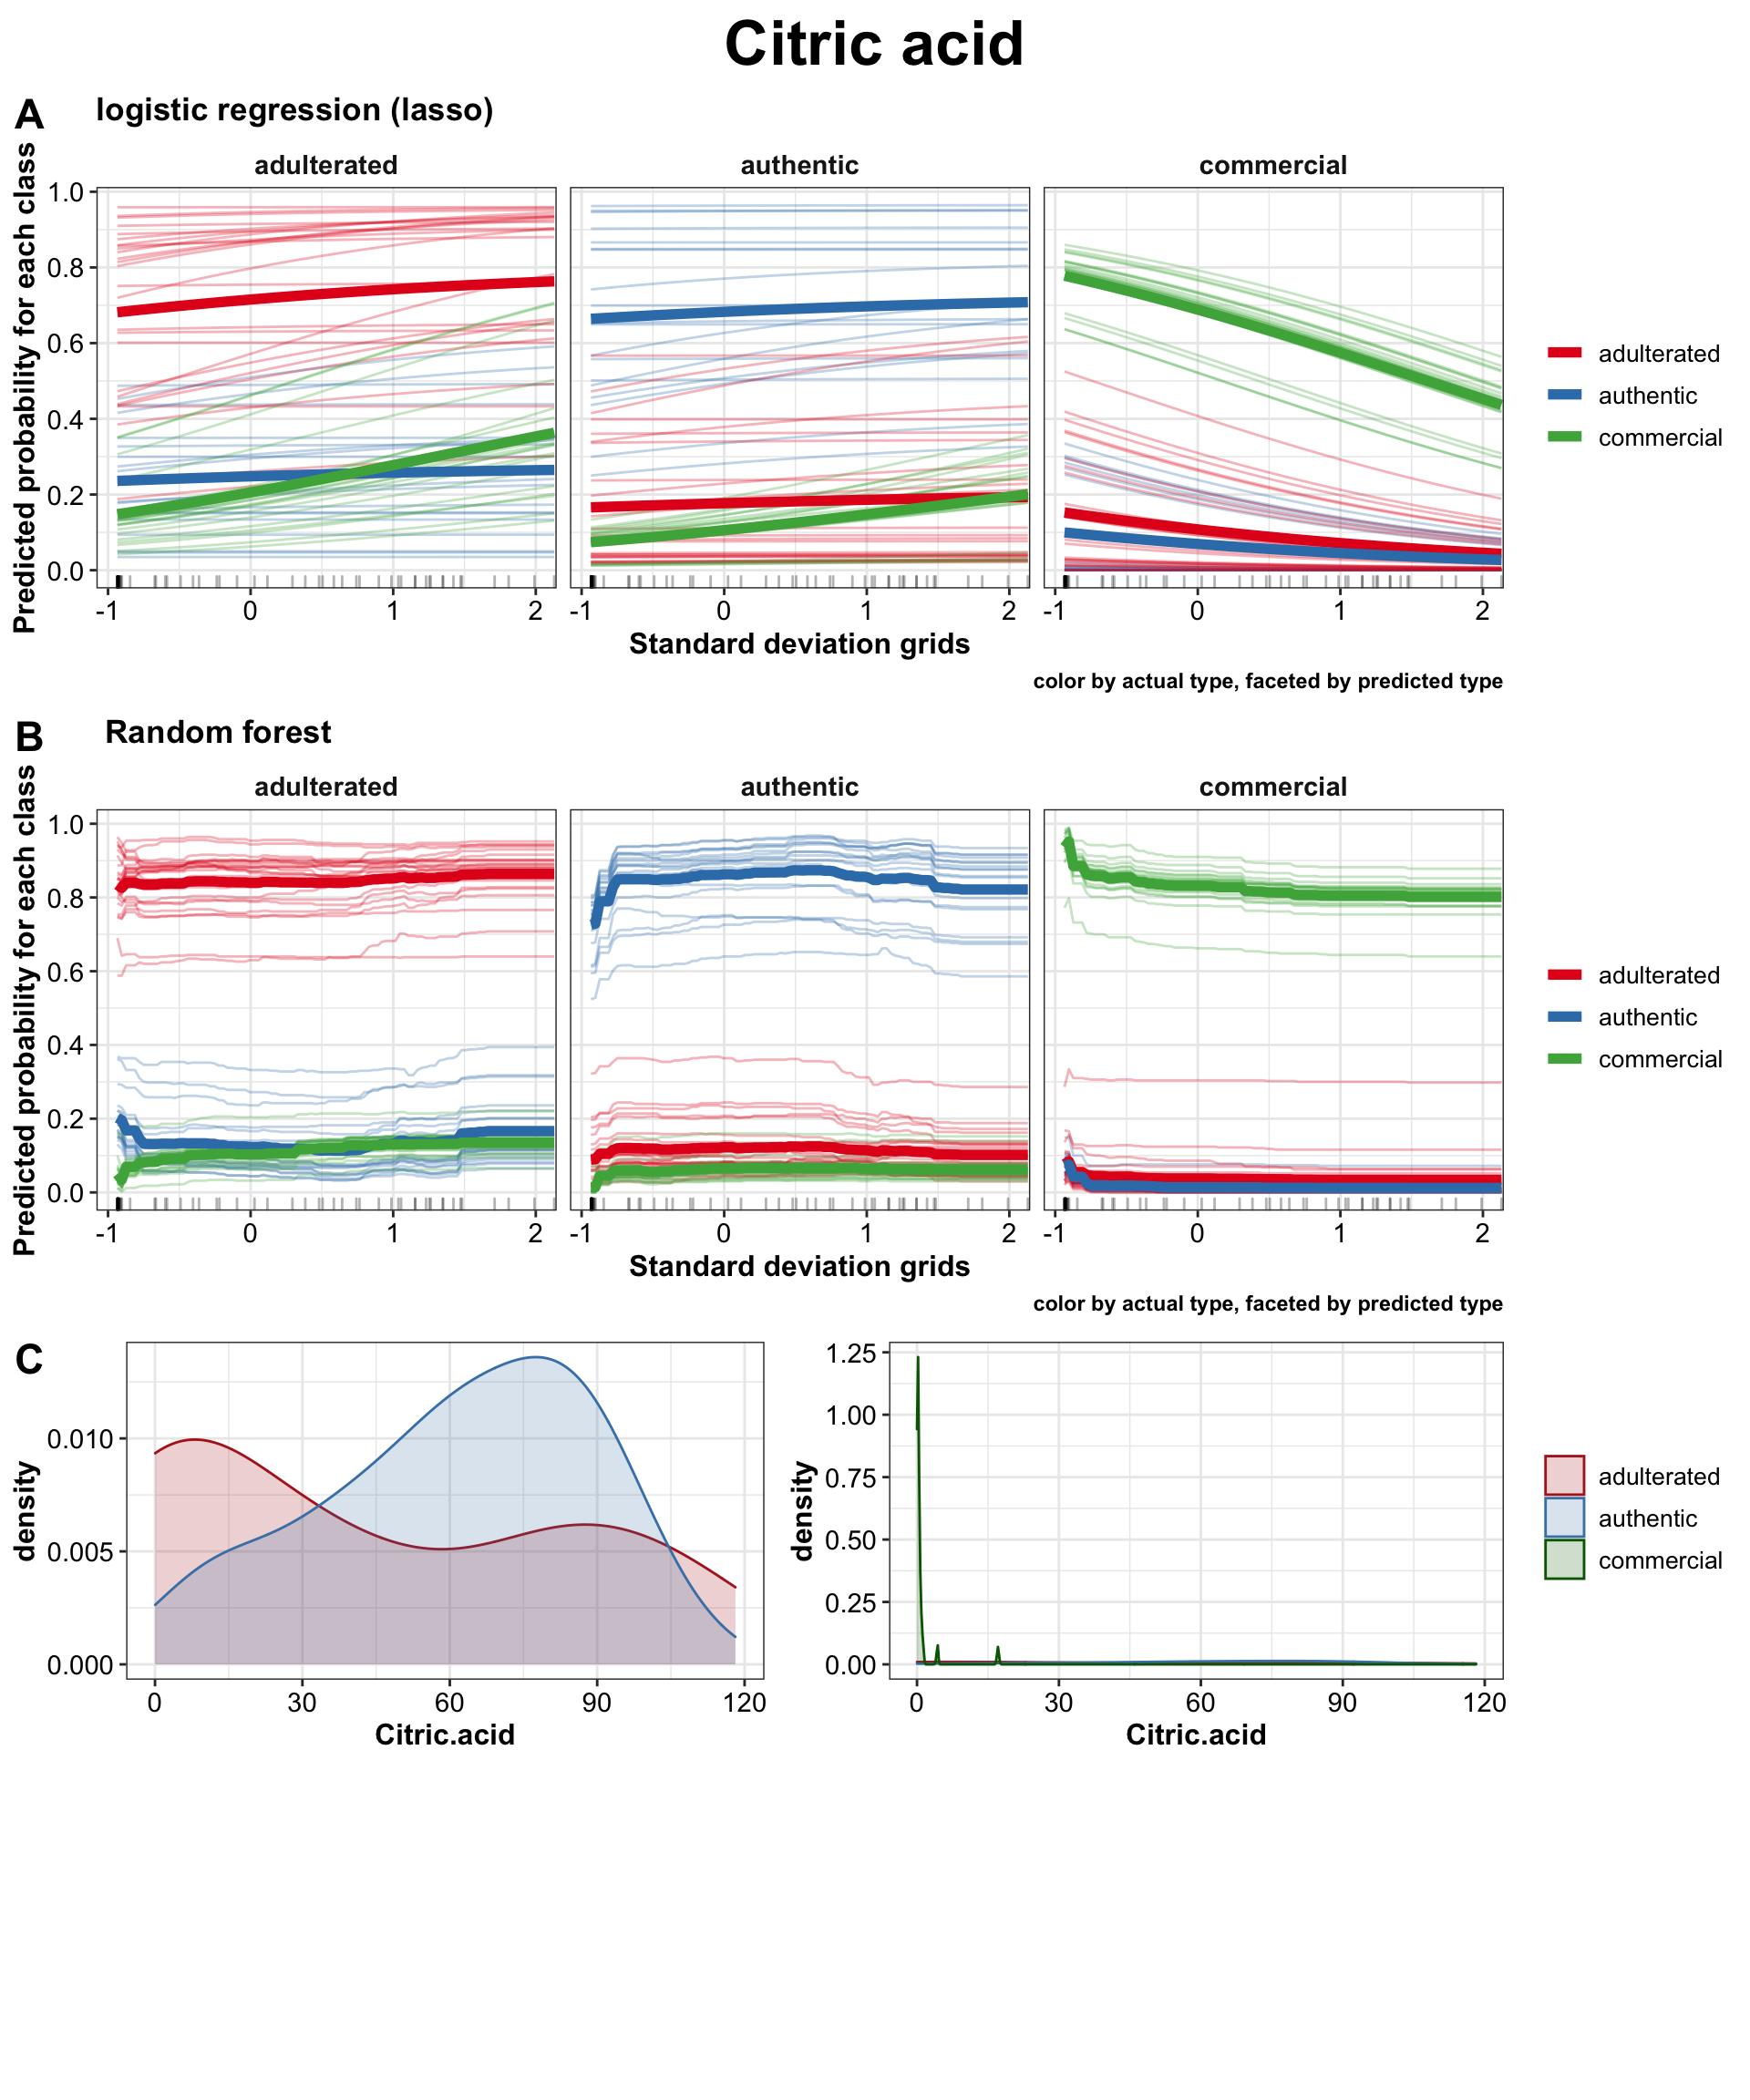 Citric acid
A
logistic regression (lasso)
adulterated
authentic
commercial
Predicted probability for each class
1.0
0.8
0.6
0.4
0.2
0.0
-1 0 1 2
-1 0 1 2
-1 0 1 2
Standard deviation grids
color by actual type, faceted by predicted type
adulterated
authentic
commercial
B
Random forest
adulterated
authentic
commercial
Predicted probability for each class
1.0
0.8
0.6
0.4
0.2
0.0
-1 0 1 2
-1 0 1 2
-1 0 1 2
Standard deviation grids
color by actual type, faceted by predicted type
adulterated
authentic
commercial
C
density
0.010
0.005
0.000
0 30 60 90 120
Citric.acid
density
1.25
1.00
0.75
0.50
0.25
0.00
0 30 60 90 120
Citric.acid
adulterated
authentic
commercial